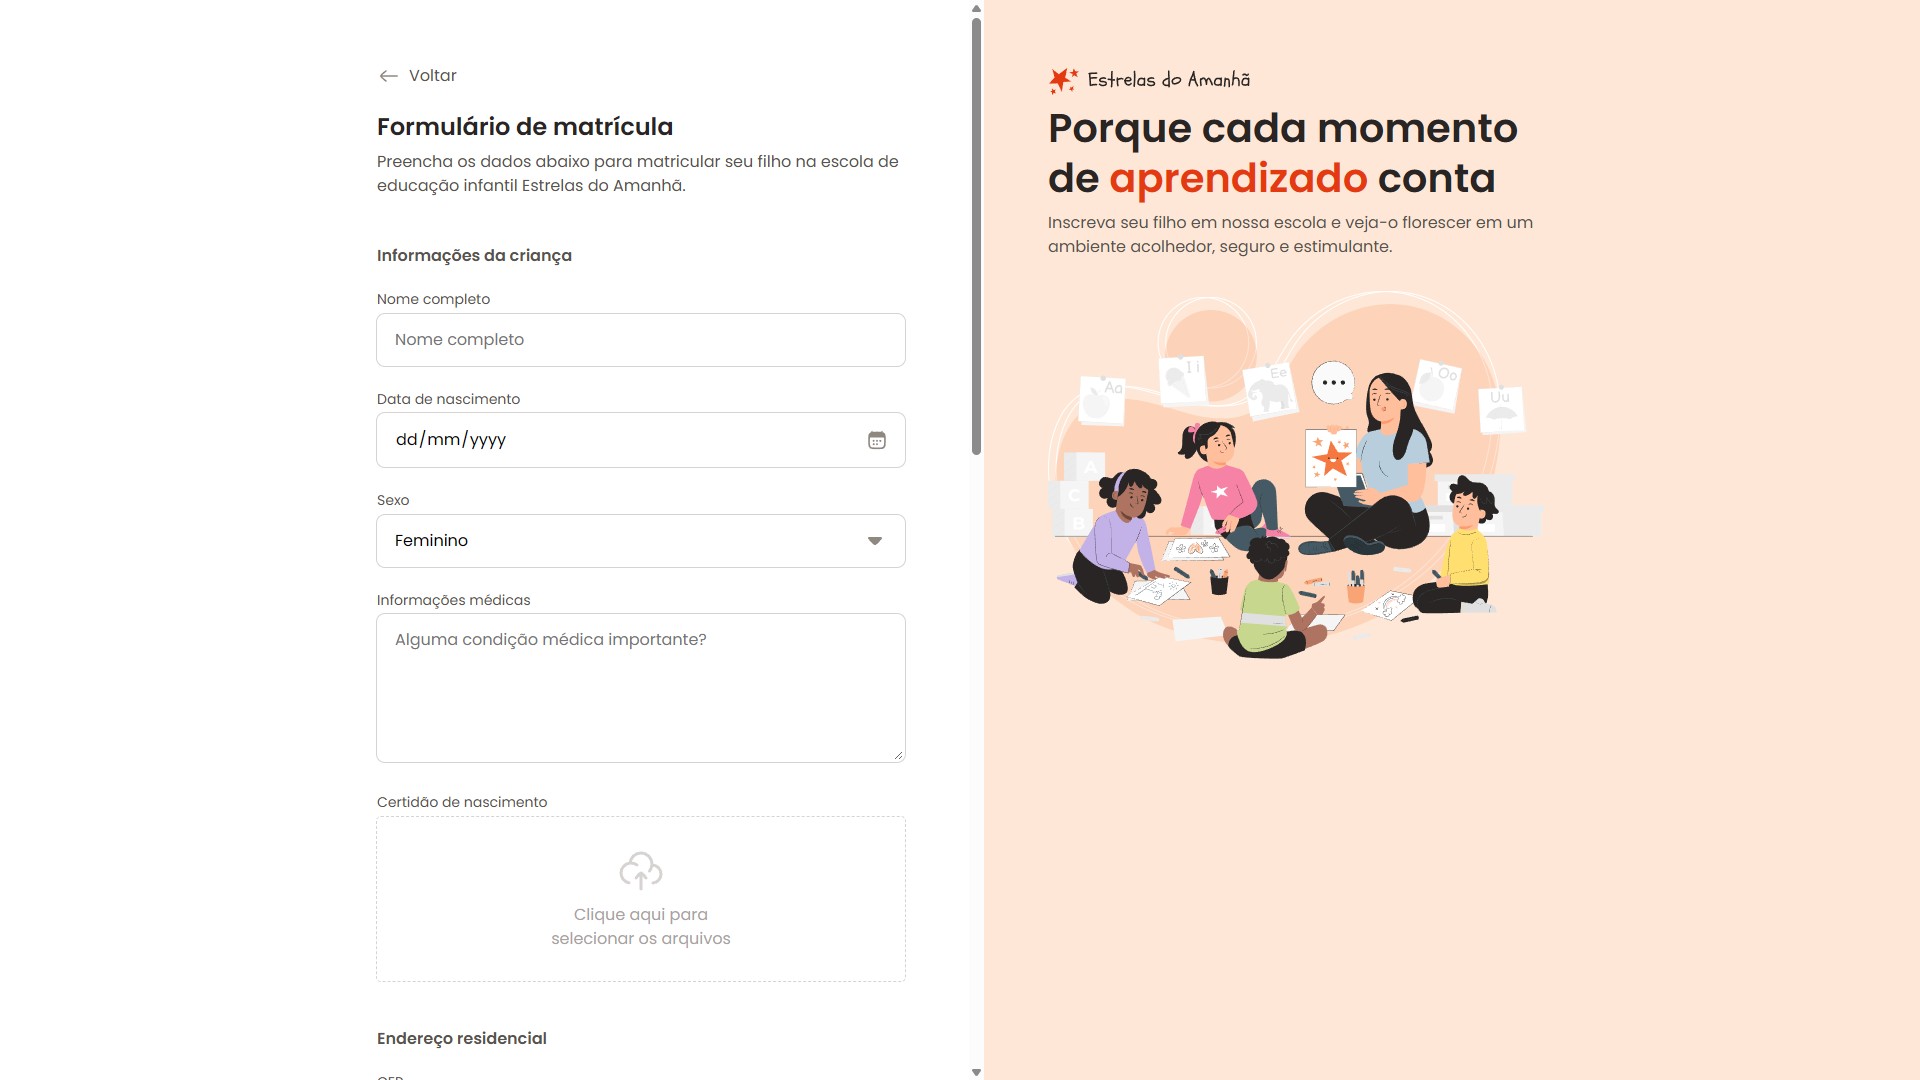 Voltar
Formulário de matrícula
Preencha os dados abaixo para matricular seu filho na escola de
educação infantil Estrelas do Amanhã.
Informações da criança
Nome completo
Nome completo
Data de nascimento
dd/mm/yyyy
Sexo
Feminino
Informações médicas
Alguma condição médica importante?
Certidão de nascimento
Clique aqui para
selecionar os arquivos
Endereço residencial
CEP
Estrelas do Amanhã
Porque cada momento
de aprendizado conta
Inscreva seu filho em nossa escola e veja-o florescer em um
ambiente acolhedor, seguro e estimulante.
Aa
Ii
Ee
Oo
Uu
A
C
B